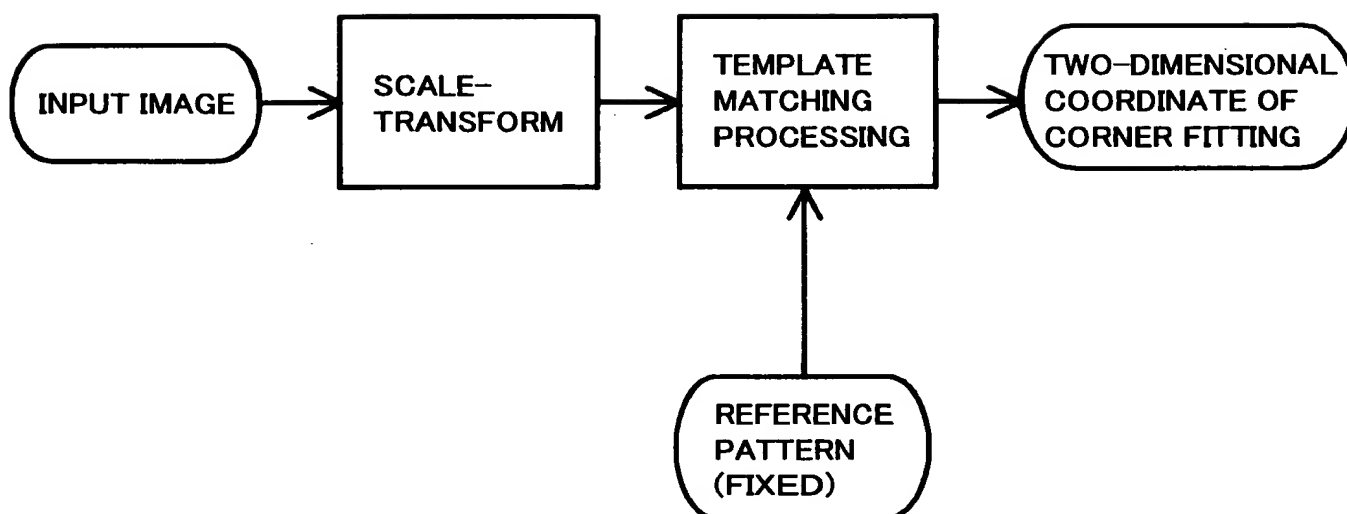 INPUT IMAGE
SCALE-
TRANSFORM
TEMPLATE
MATCHING
PROCESSING
TWO-DIMENSIONAL
COORDINATE OF
CORNER FITTING
REFERENCE
PATTERN
(FIXED)